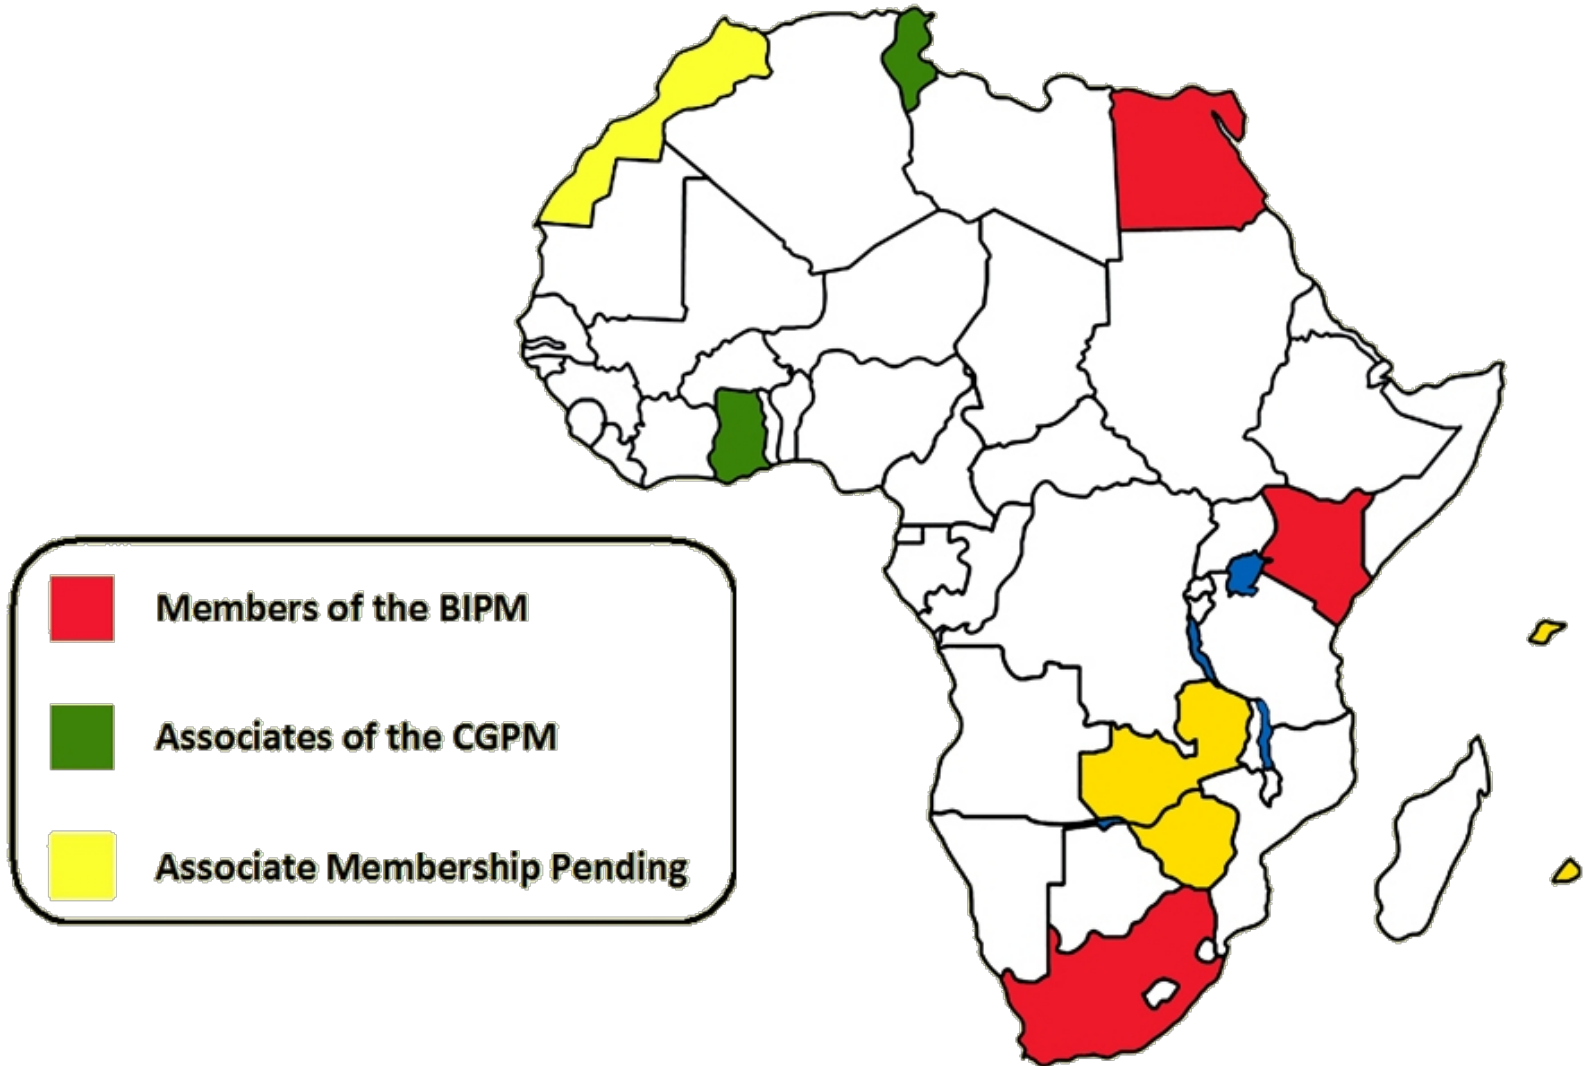 Members of the BIPM
Associates of the CGPM
Associate Membership Pending